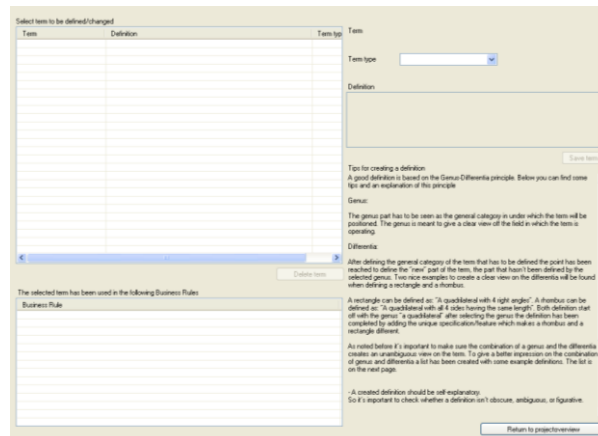 Select term to be defined/changed
Term Definition Term typ
Delete item
The selected term has been used in the following Business Rules
Business Rule
Term
Term type
Definition
Save term
Tips for creating a definition
A good definition is based on the Genus-Differentia principle. Below you can find some
tips and an explanation of this principle
Genus:
The genus part has to be seen as the general category in under which the term will be
positioned. The genus is meant to give a clear view off the field in which the term is
operating.
Differentia:
After defining the general category of the term that has to be defined the point has been
reached to define the "new" part of the term, the part that hasn't been defined by the
selected genus. Two nice examples to create a clear view on the differentia will be found
when defining a rectangle and a rhombus.
A rectangle can be defined as: "A quadrilateral with 4 right angles". A rhombus can be
defined as: "A quadrilateral with all 4 sides having the same length". Both definition start
off with the genus "a quadrilateral" after selecting the genus the definition has been
completed by adding the unique specification/feature which makes a rhombus and a
rectangle different.
As noted before it's important to make sure the combination of a genus and the differentia
creates an unambiguous view on the term. To give a better impression on the combination
of genus and differentia a list has been created with some example definitions. The list is
on the next page.
- A created definition should be self-explanatory.
So it's important to check whether a definition isn't obscure, ambiguous, or figurative.
Return to projectoverview